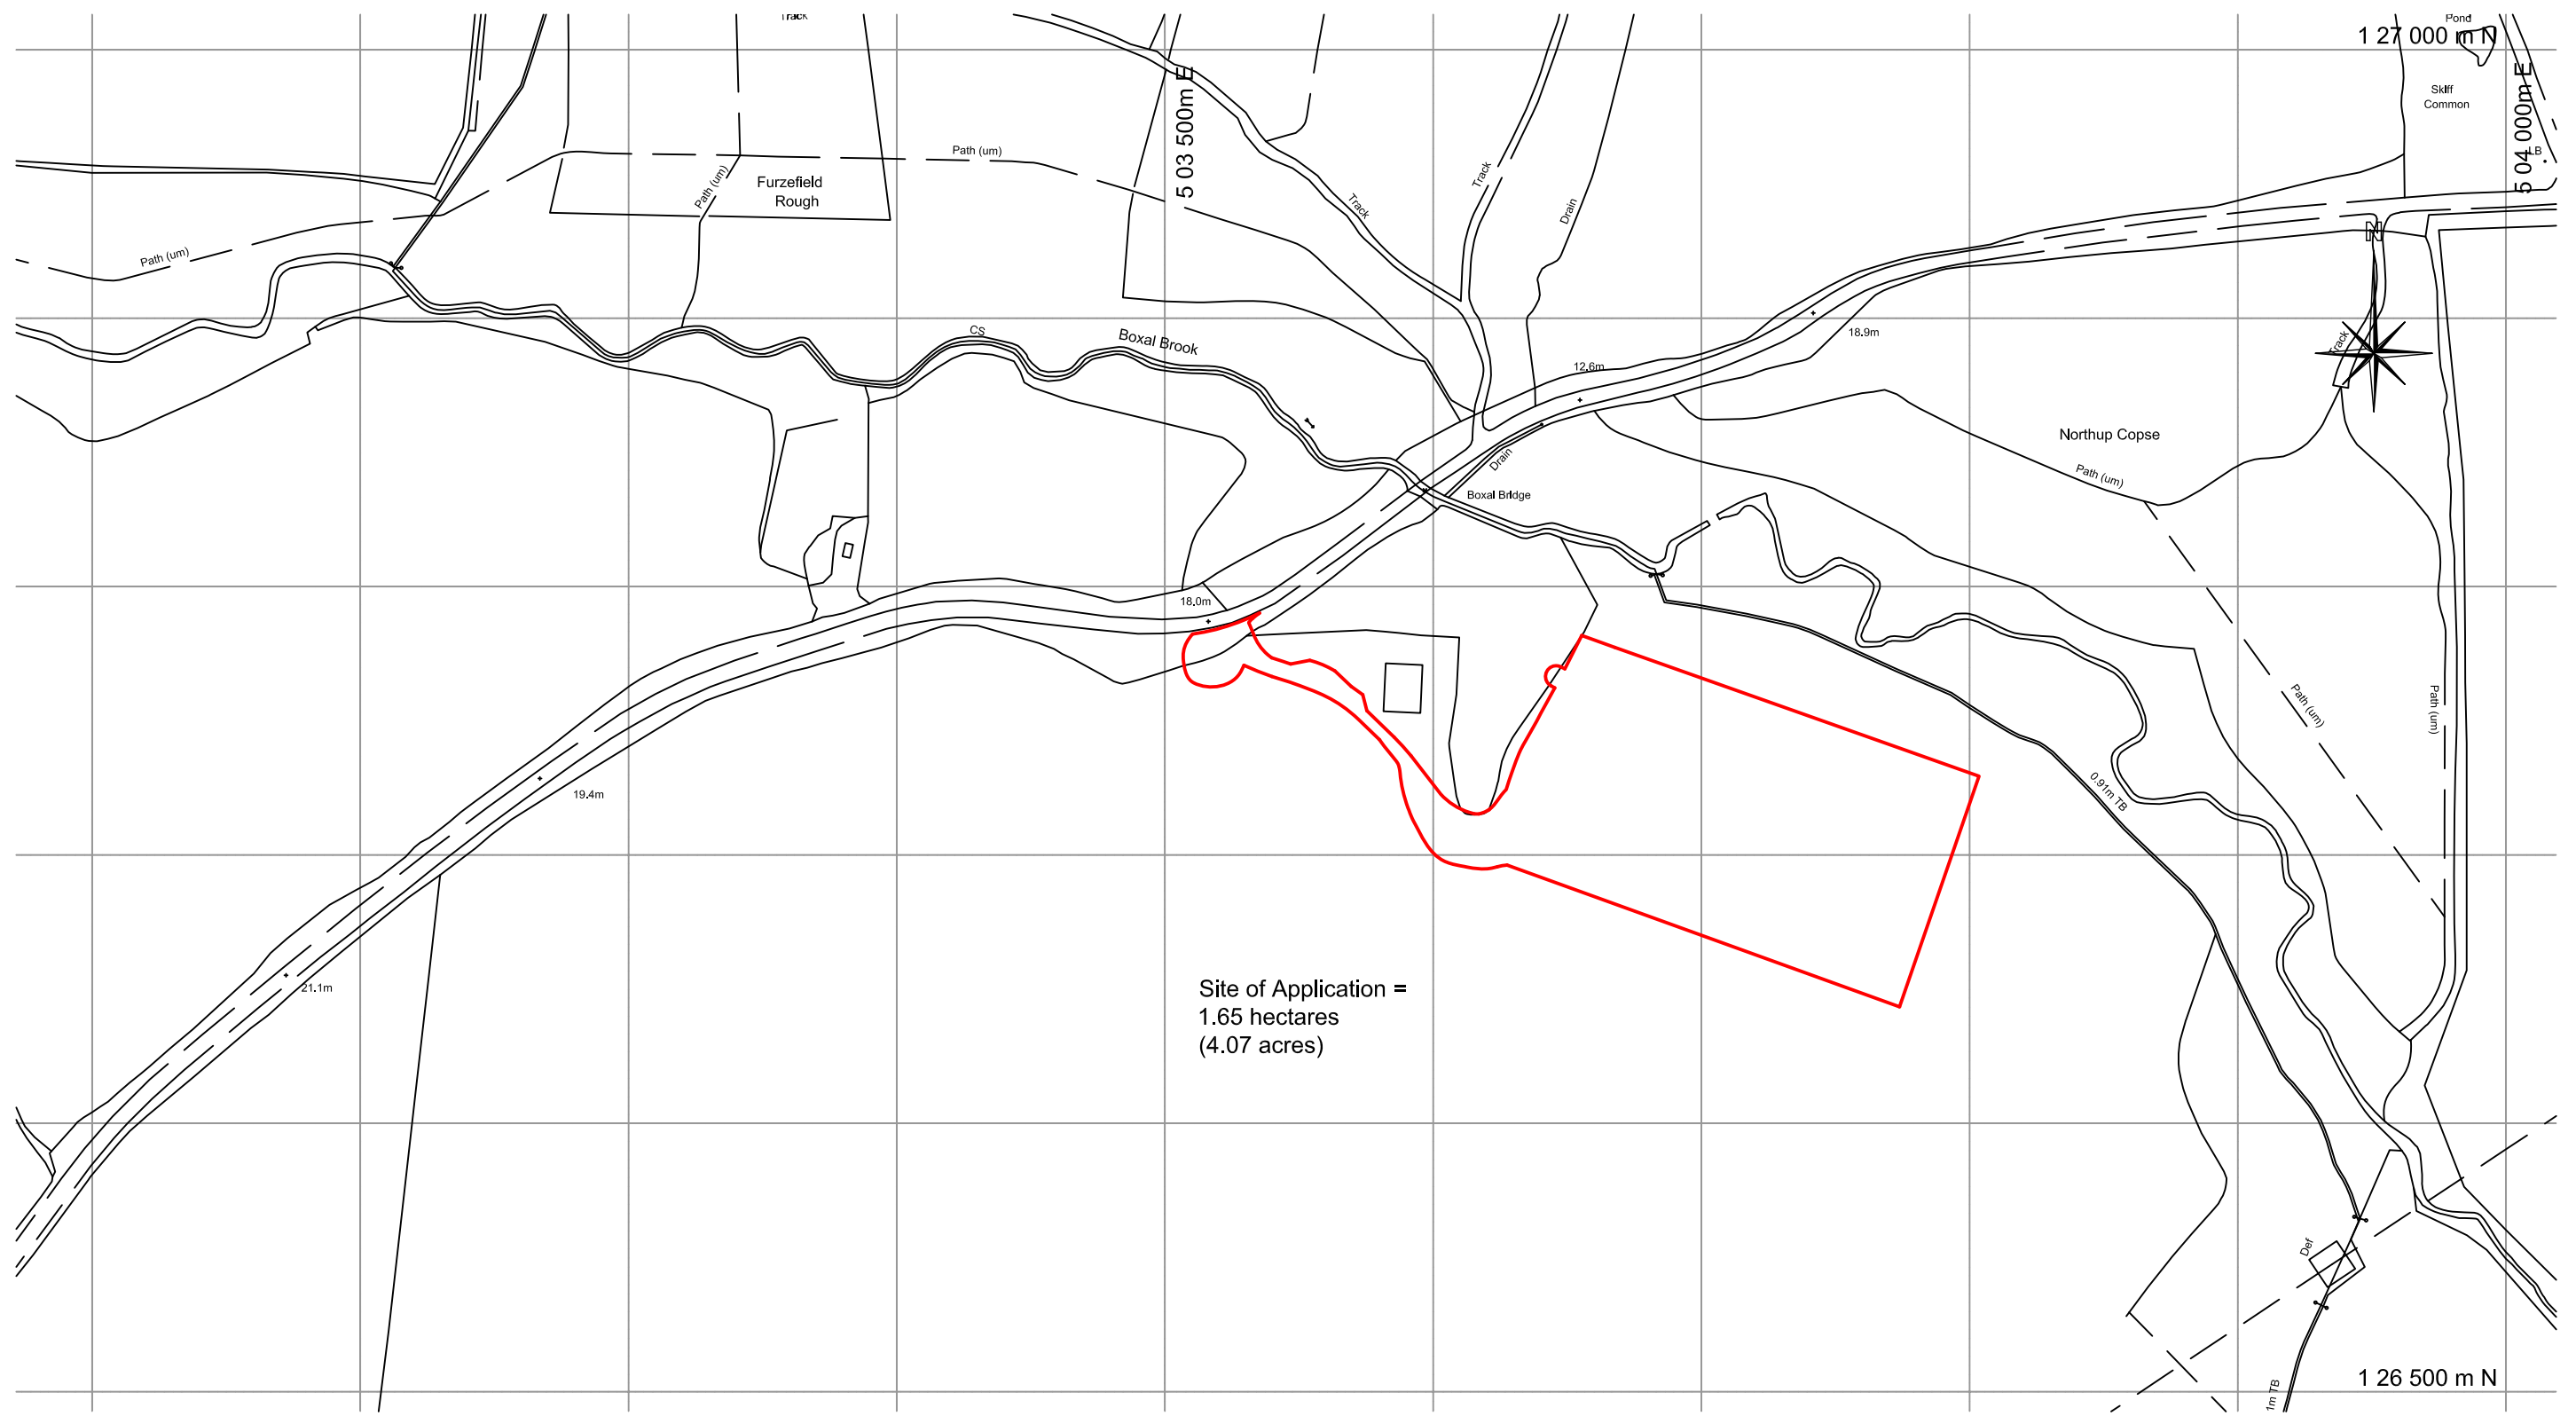 Track
Pond
1 27 000 m N
5 03 500m E
5 04 000m E
Skiff
Common
LB
Path (um)
Furzefield
Rough
Path (um)
Track
Track
Drain
Path (um)
N
CS
Boxal Brook
12.6m
18.9m
Track
Northup Copse
Path (um)
Drain
Boxal Bridge
18.0m
Path (um)
Path (um)
19.4m
0.91m TB
21.1m
Site of Application =
1.65 hectares
(4.07 acres)
Def
1 26 500 m N
1m TB